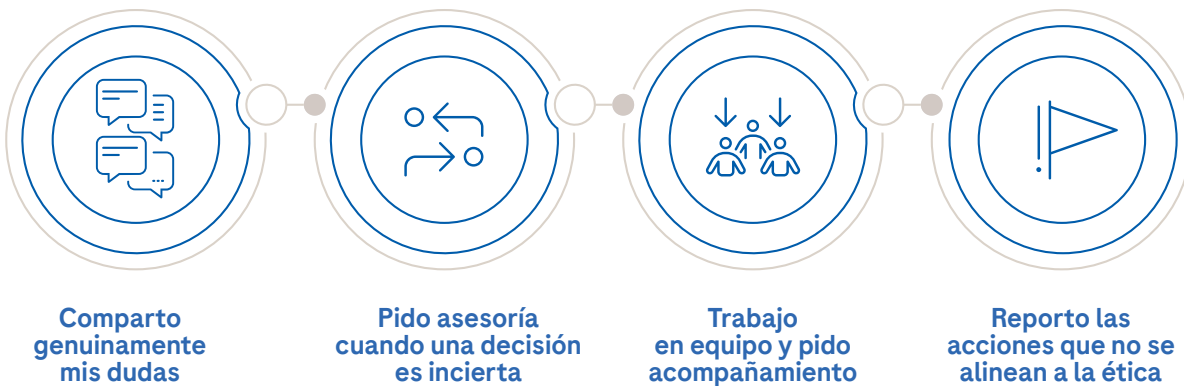 Comparto
genuinamente
mis dudas
Pido asesoría
cuando una decisión
es incierta
Trabajo
en equipo y pido
acompañamiento
Reporto las
acciones que no se
alinean a la ética